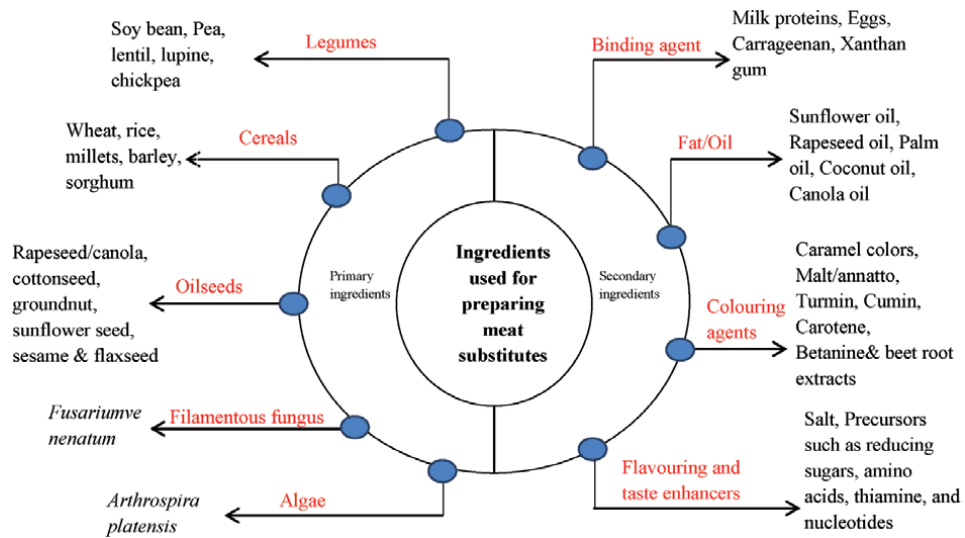 Soy bean, Pea,
lentil, lupine,
chickpea
Legumes
Wheat, rice,
millets, barley,
sorghum
Cereals
Rapeseed/canola,
cottonseed,
groundnut,
sunflower seed,
sesame & flaxseed
Oilseeds
Fusariumve
nenatum
Filamentous fungus
Arthrospira
platensis
Algae
Primary
ingredients
Ingredients
used for
preparing
meat
substitutes
Secondary
ingredients
Binding agent
Milk proteins, Eggs,
Carrageenan, Xanthan
gum
Fat/Oil
Sunflower oil,
Rapeseed oil, Palm
oil, Coconut oil,
Canola oil
Colouring
agents
Caramel colors,
Malt/annatto,
Turmin, Cumin,
Carotene,
Betanine& beet root
extracts
Flavouring and
taste enhancers
Salt, Precursors
such as reducing
sugars, amino
acids, thiamine, and
nucleotides